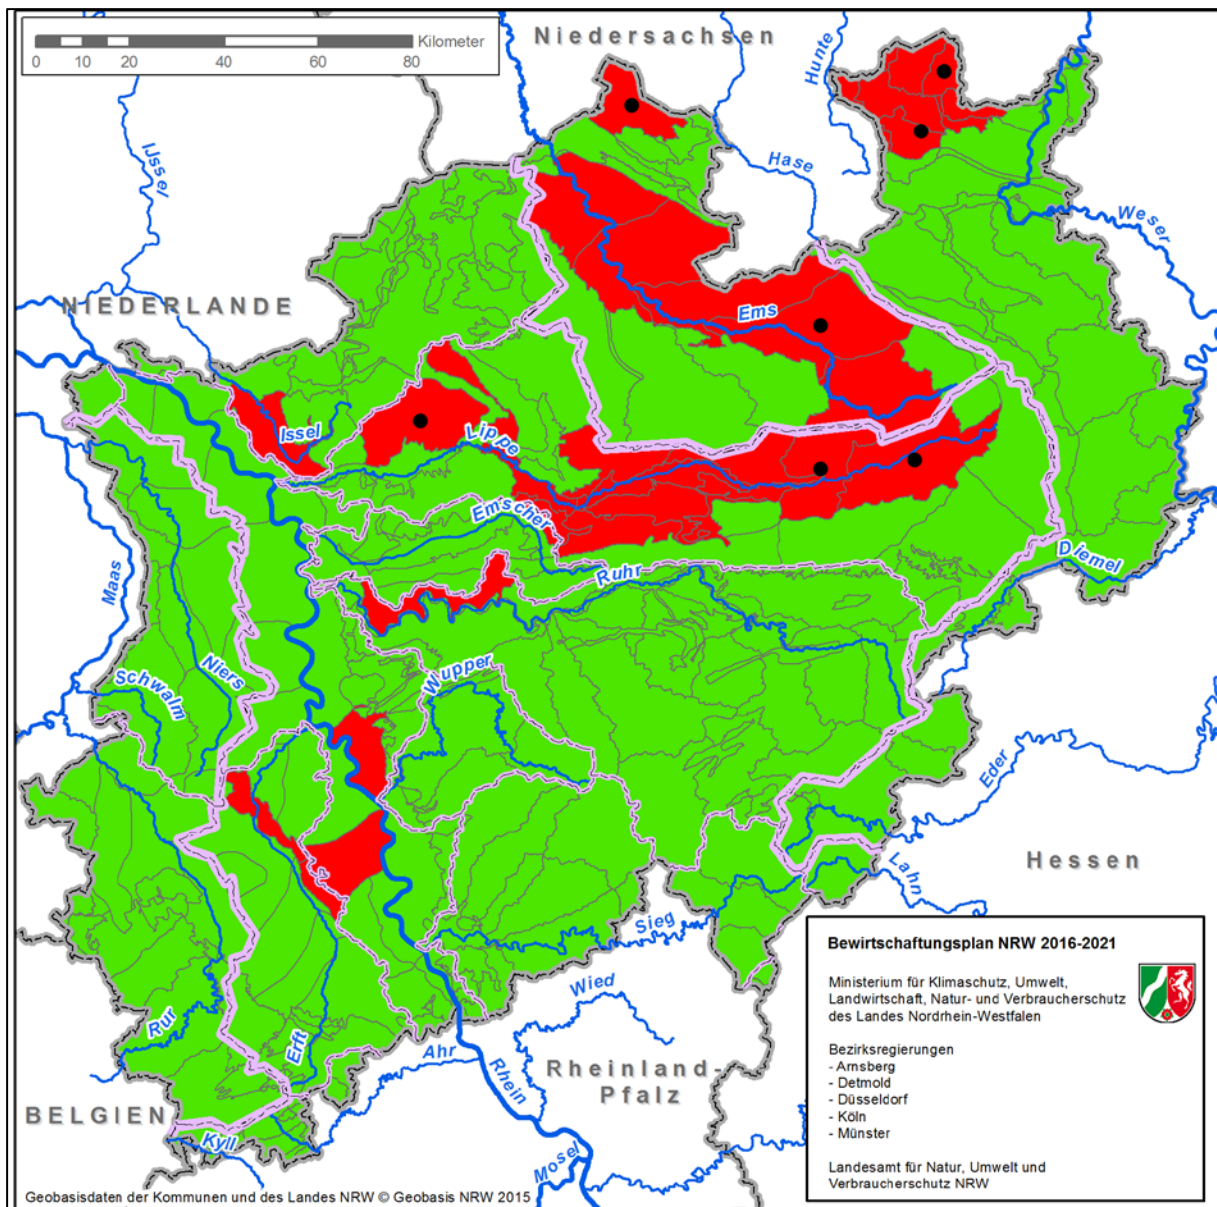 Niedersachsen
Kilometer
0 10 20 40 60 80
Hunte
IJssel
Hase
Weser
NIEDERLANDE
Ems
Issel
Lippe
Emscher
Ruhr
Diemel
Maas
Niers
Schwalm
Wupper
Eder
Hessen
Lahn
Sieg
Wied
Rur
Erft
Ahr
Rhein
Rheinland-
Pfalz
BELGIEN
Kyll
Mosel
Bewirtschaftungsplan NRW 2016-2021
Ministerium für Klimaschutz, Umwelt,
Landwirtschaft, Natur- und Verbraucherschutz
des Landes Nordrhein-Westfalen
Bezirksregierungen
- Arnsberg
- Detmold
- Düsseldorf
- Köln
- Münster
Landesamt für Natur, Umwelt und
Verbraucherschutz NRW
Geobasisdaten der Kommunen und des Landes NRW © Geobasis NRW 2015